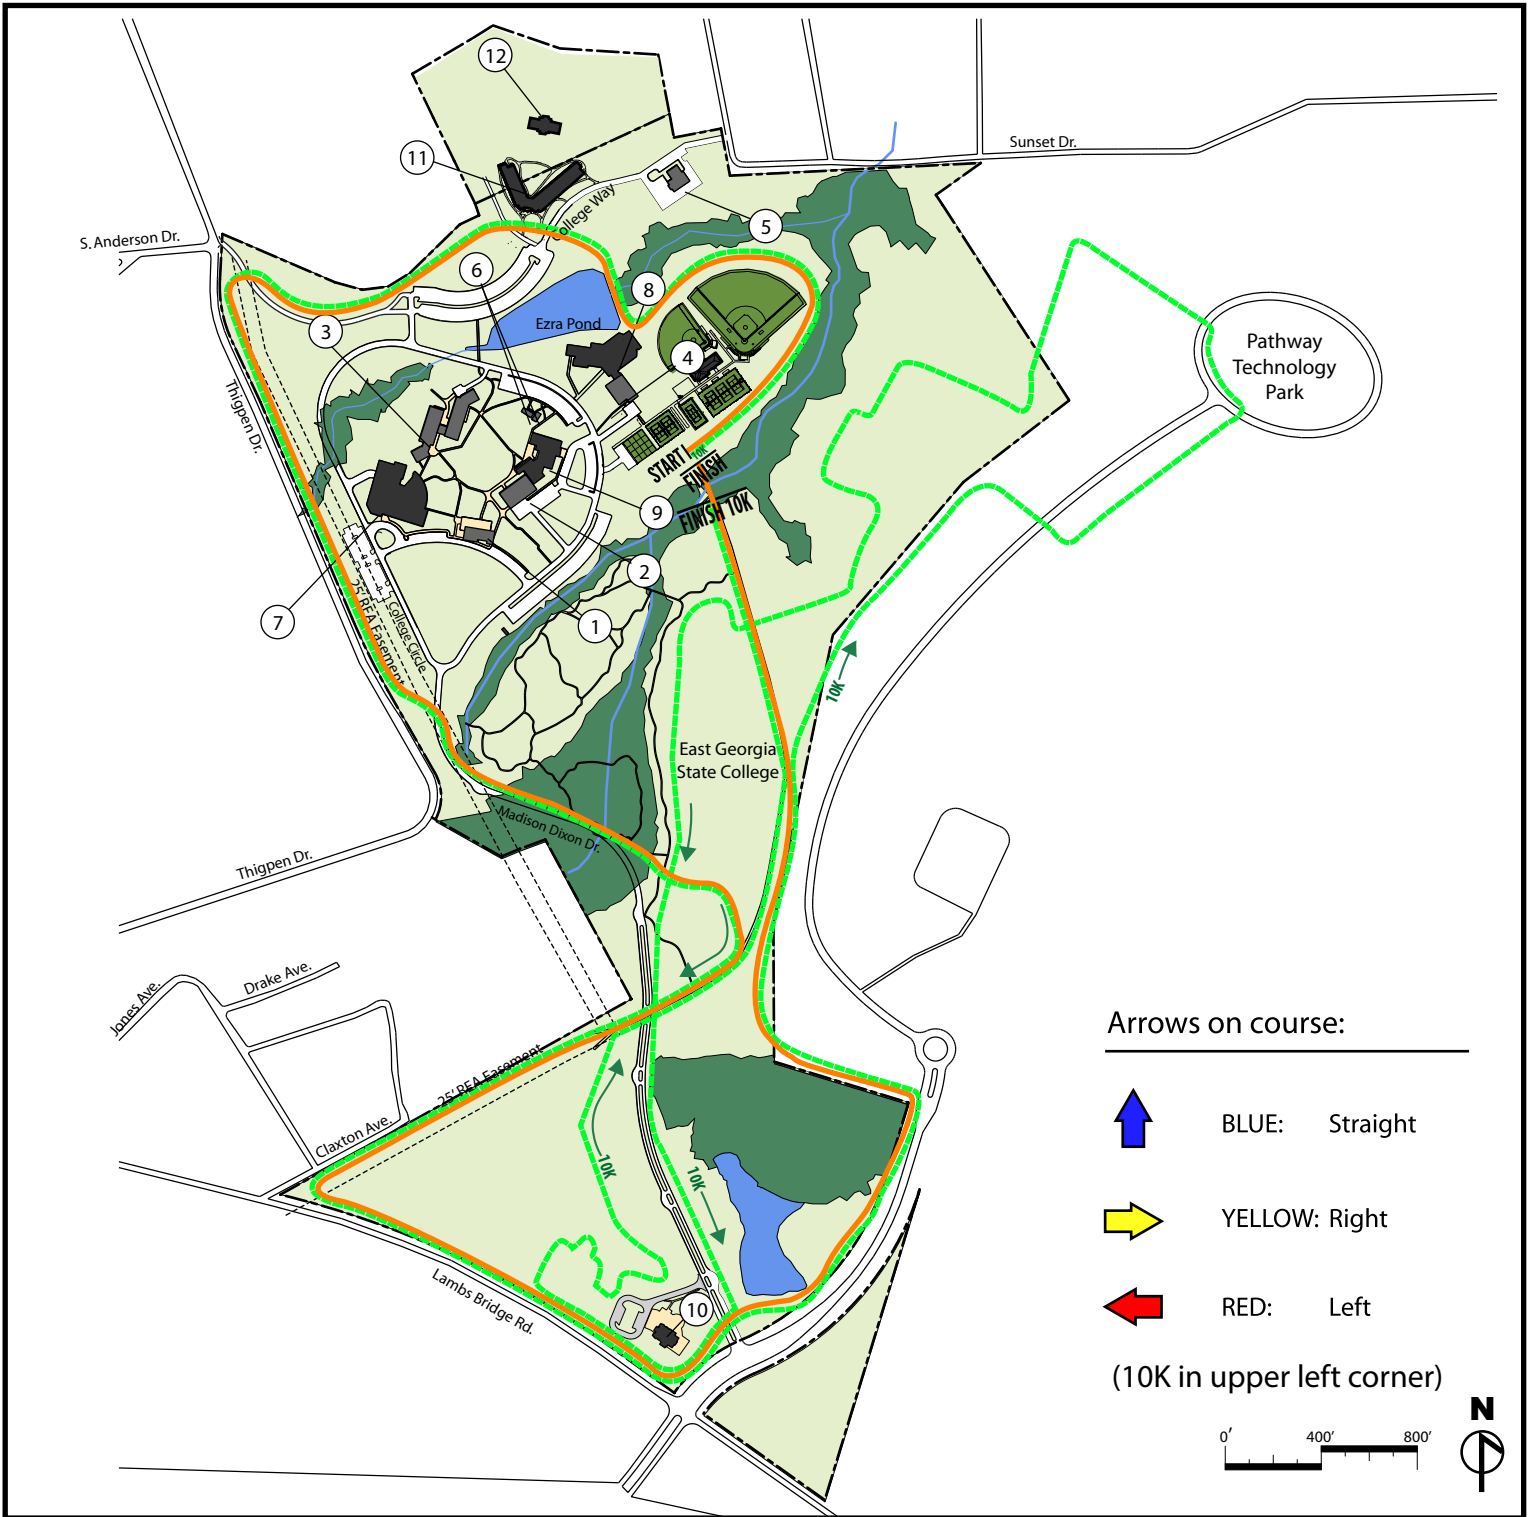 12
11
Sunset Dr.
College Way
5
S. Anderson Dr.
6
8
3
Ezra Pond
4
Pathway
Technology
Park
Thigpen Dr.
START
10K
FINISH
FINISH 10K
9
2
7
1
25' REA Easement
College Circle
10K
East Georgia
State College
Madison Dixon Dr.
Thigpen Dr.
Drake Ave.
Jones Ave.
25' REA Easement
Claxton Ave.
10K
10K
Lambs Bridge Rd.
10
Arrows on course:
BLUE: Straight
YELLOW: Right
RED: Left
(10K in upper left corner)
N
0' 400' 800'